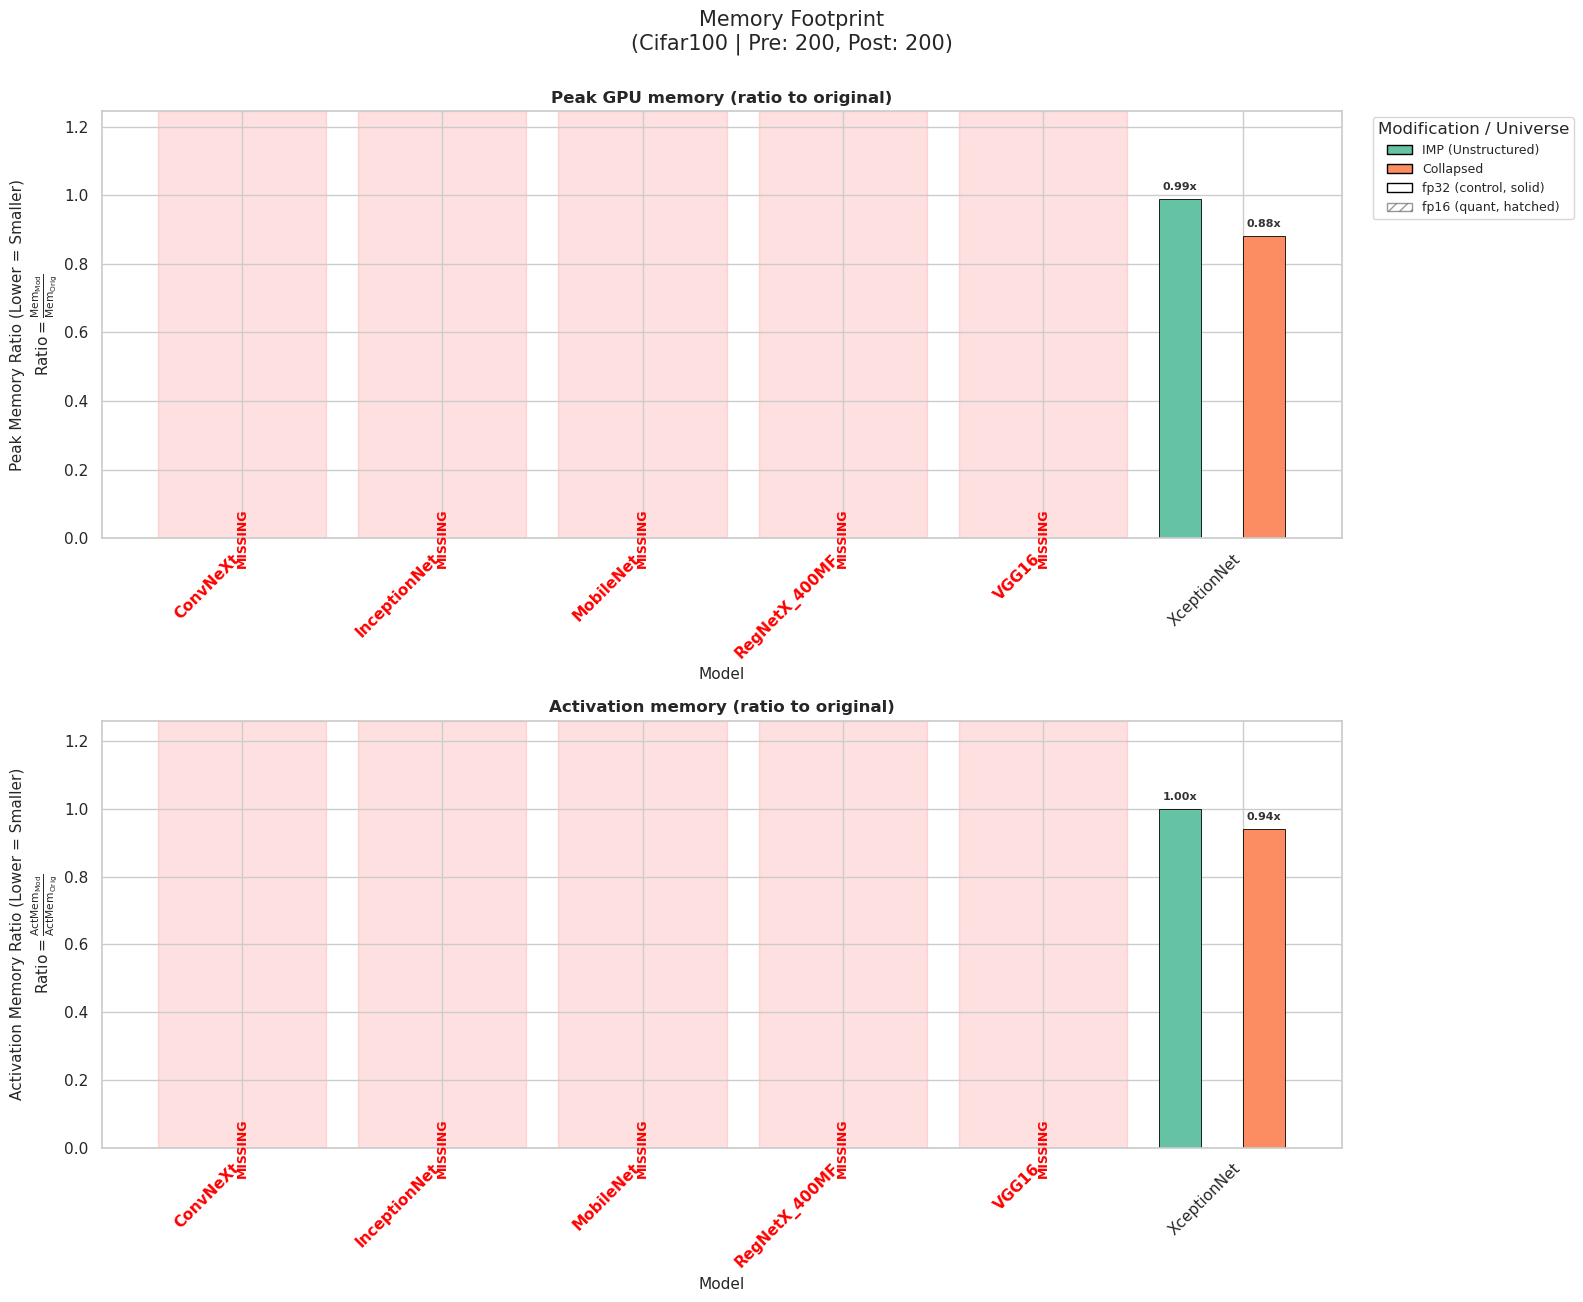 Memory Footprint
(Cifar100 | Pre: 200, Post: 200)
Peak GPU memory (ratio to original)
Peak Memory Ratio (Lower = Smaller)
Ratio = Mem_Mod / Mem_Orig
1.2
1.0
0.8
0.6
0.4
0.2
0.0
0.99x
0.88x
MISSING
MISSING
MISSING
MISSING
MISSING
ConvNeXt
InceptionNet
MobileNet
RegNetX_400MF
VGG16
XceptionNet
Model
Modification / Universe
IMP (Unstructured)
Collapsed
fp32 (control, solid)
fp16 (quant, hatched)
Activation memory (ratio to original)
Activation Memory Ratio (Lower = Smaller)
Ratio = ActMem_Mod / ActMem_Orig
1.2
1.0
0.8
0.6
0.4
0.2
0.0
1.00x
0.94x
MISSING
MISSING
MISSING
MISSING
MISSING
ConvNeXt
InceptionNet
MobileNet
RegNetX_400MF
VGG16
XceptionNet
Model